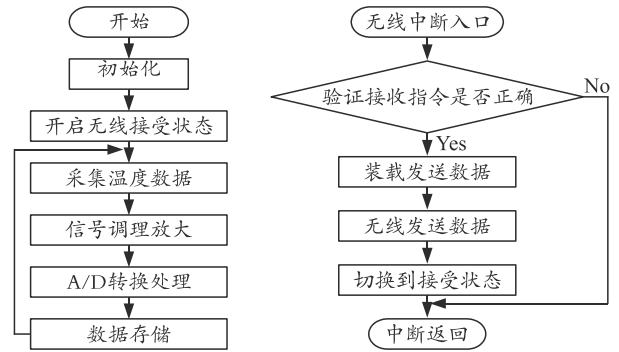 开始
初始化
开启无线接受状态
采集温度数据
信号调理放大
A/D转换处理
数据存储
无线中断入口
验证接收指令是否正确
No
Yes
装载发送数据
无线发送数据
切换到接受状态
中断返回